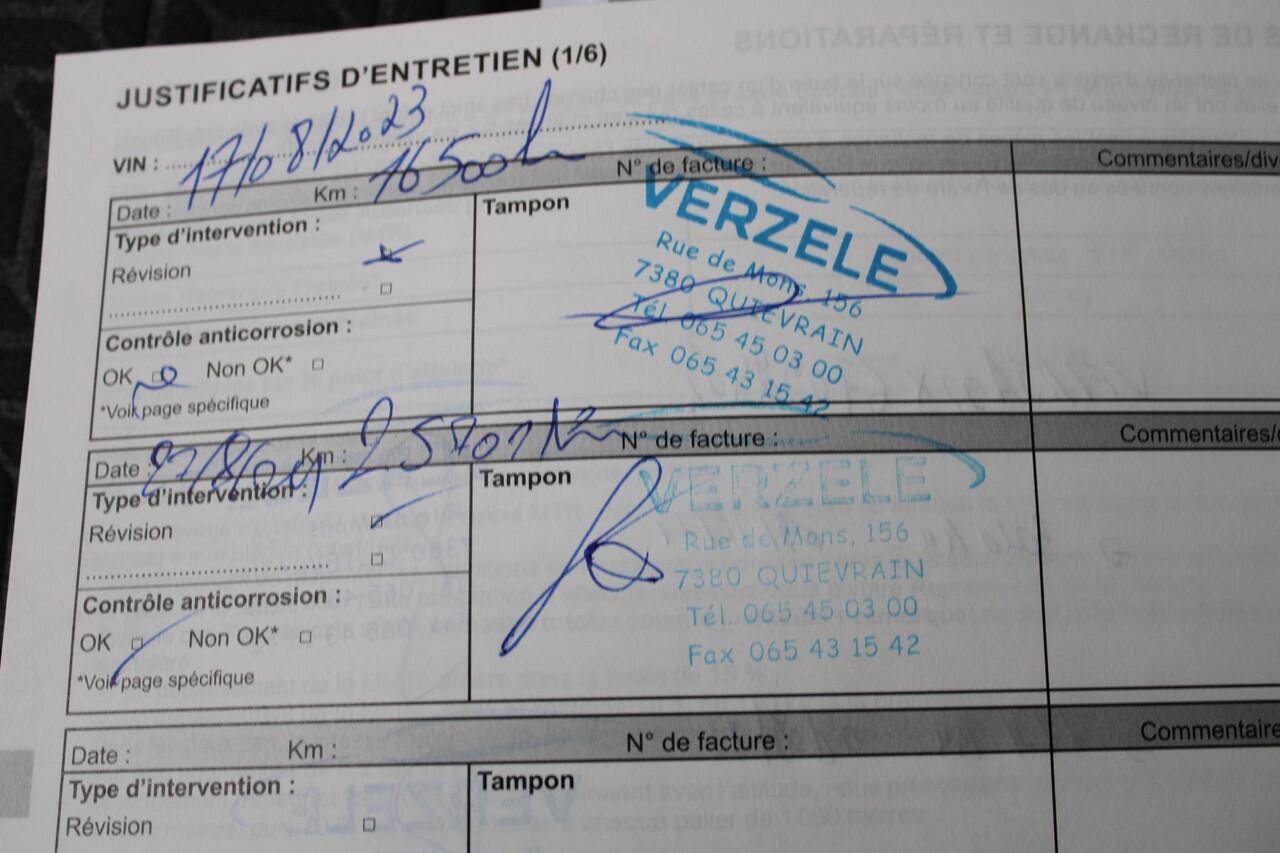 JUSTIFICATIFS D'ENTRETIEN (1/6)
VIN :
Date : 17/08/2023 Km : 16500 N° de facture : Commentaires/div
Type d'intervention :
Révision
Contrôle anticorrosion :
OK Non OK*
*Voir page spécifique
Tampon
VERZELE
Rue de Mons, 156
7380 QUIEVRAIN
Tél. 065 45 03 00
Fax 065 43 15 42
Date : Km : N° de facture : Commentaires/
Type d'intervention :
Révision
Contrôle anticorrosion :
OK Non OK*
*Voir page spécifique
Tampon
VERZELE
Rue de Mons, 156
7380 QUIEVRAIN
Tél. 065 45 03 00
Fax 065 43 15 42
Date : Km : N° de facture : Commentaire
Type d'intervention :
Révision
Tampon